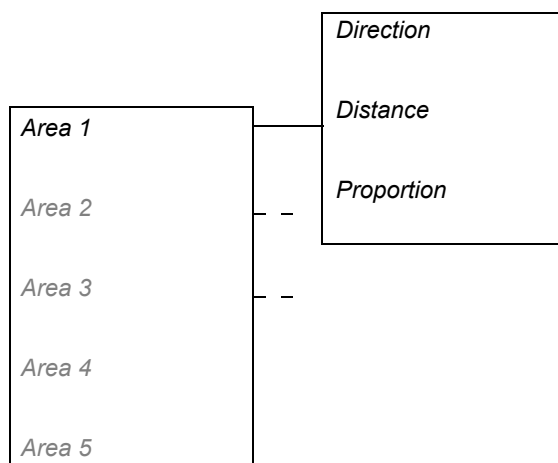 Direction
Distance
Proportion
Area 1
Area 2
Area 3
Area 4
Area 5